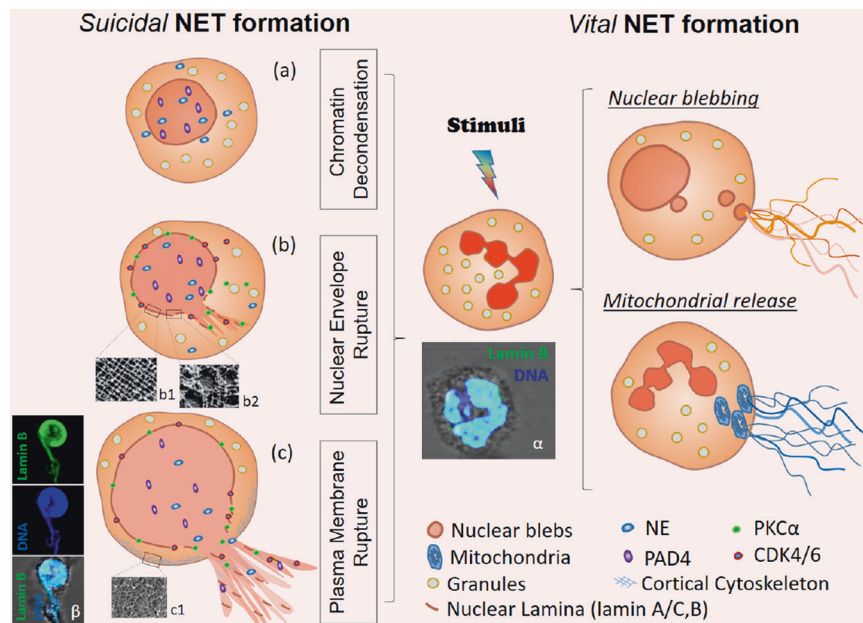 Suicidal NET formation
Vital NET formation
(a)
Chromatin
Decondensation
(b)
Nuclear Envelope
Rupture
b1
b2
(c)
Plasma Membrane
Rupture
c1
Lamin B
DNA
Lamin B
DNA
β
Stimuli
Lamin B
DNA
α
Nuclear blebbing
Mitochondrial release
Nuclear blebs
Mitochondria
Granules
Nuclear Lamina (lamin A/C,B)
NE
PAD4
PKCα
CDK4/6
Cortical Cytoskeleton